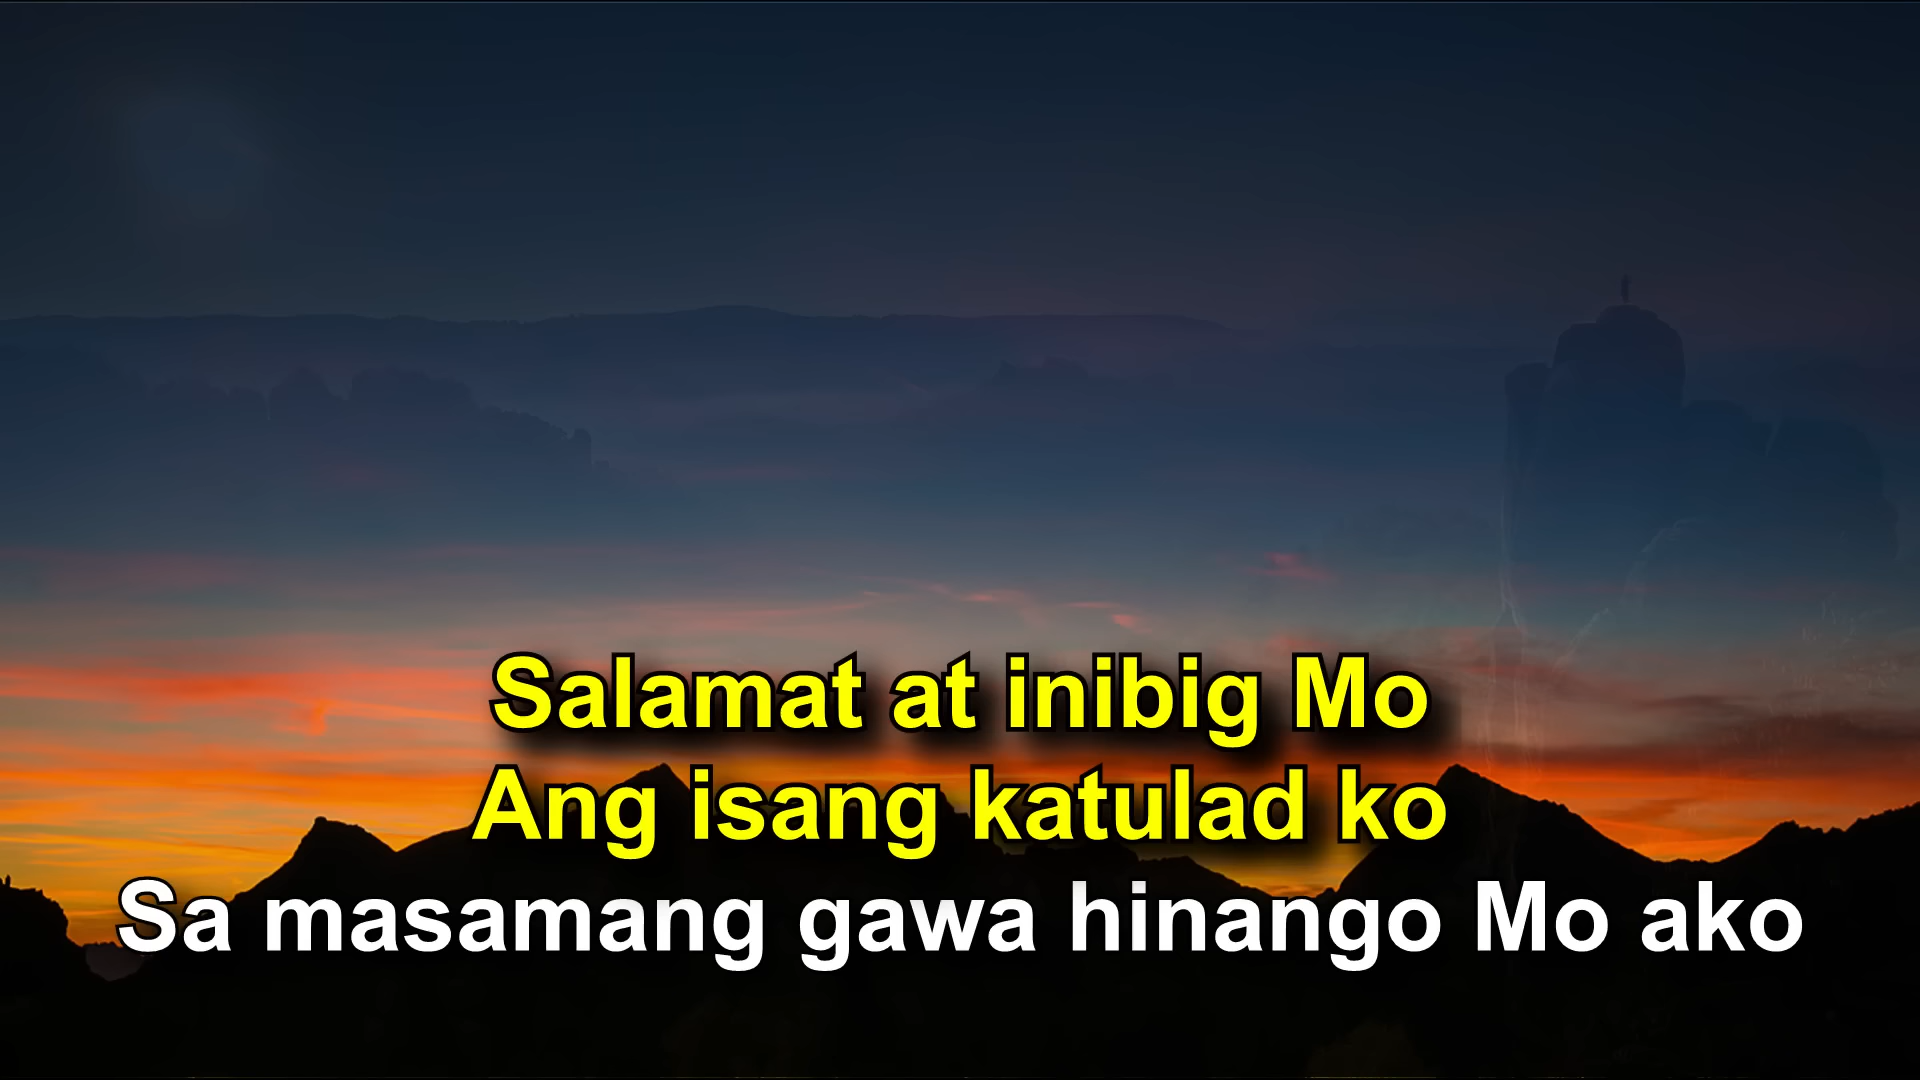 Salamat at inibig Mo
Ang isang katulad ko
Sa masamang gawa hinango Mo ako